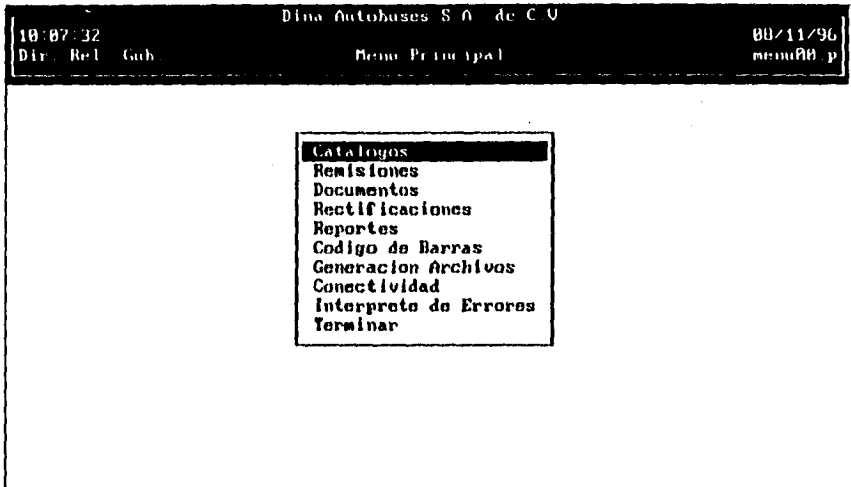 Dina Autobuses S A de C.V
10:07:32
08/11/96
Dir. Rel Gub.
Menu Principal
menu00.p
Catalogos
Remisiones
Documentos
Rectificaciones
Reportes
Codigo de Barras
Generacion Archivos
Conectividad
Interprete de Errores
Terminar